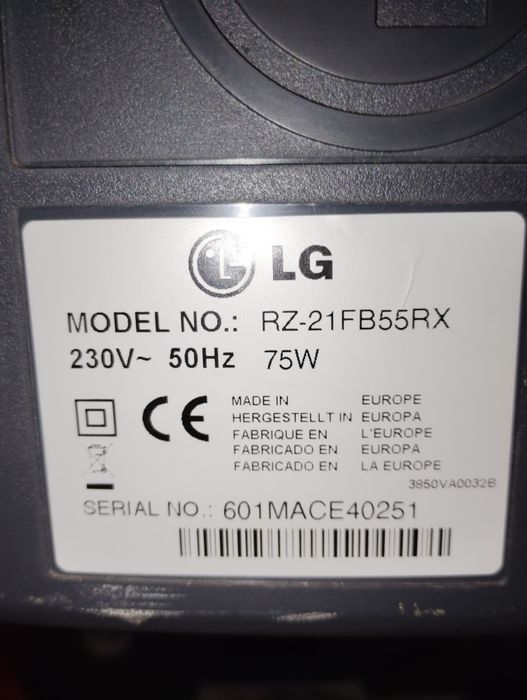 LG
MODEL NO.: RZ-21FB55RX
230V~ 50Hz 75W
CE
MADE IN EUROPE
HERGESTELLT IN EUROPA
FABRIQUE EN L'EUROPE
FABRICADO EN EUROPA
FABRICADO EN LA EUROPE
3850VA0032B
SERIAL NO.: 601MACE40251